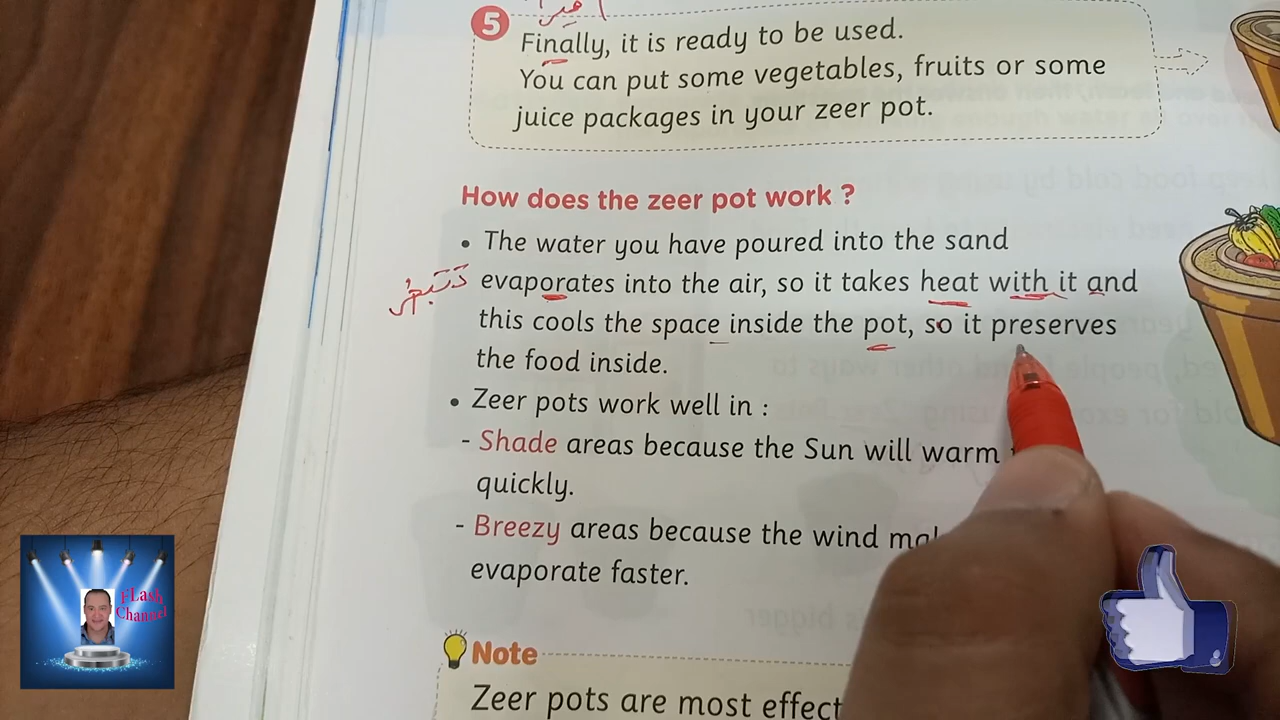 5 Finally, it is ready to be used.
You can put some vegetables, fruits or some
juice packages in your zeer pot.
How does the zeer pot work ?
• The water you have poured into the sand
evaporates into the air, so it takes heat with it and
this cools the space inside the pot, so it preserves
the food inside.
• Zeer pots work well in :
- Shade areas because the Sun will warm
quickly.
- Breezy areas because the wind
evaporate faster.
Note
Zeer pots are most
FLash
Channel